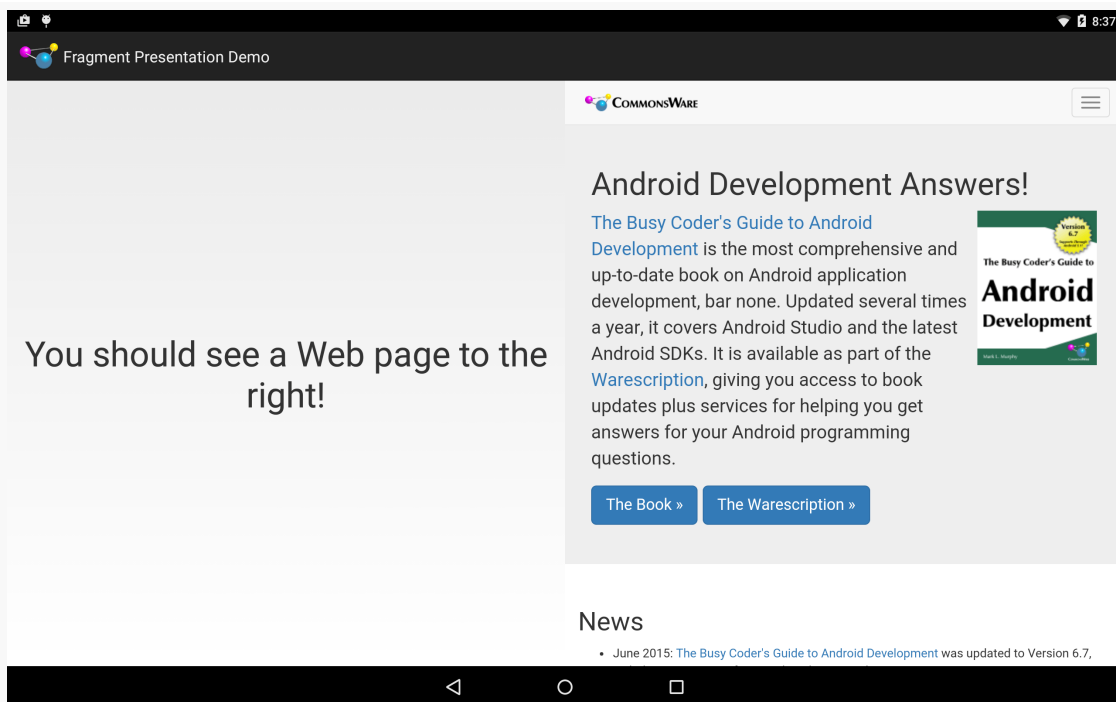 8:37
Fragment Presentation Demo
You should see a Web page to the
right!
CommonsWare
Android Development Answers!
The Busy Coder's Guide to Android
Development is the most comprehensive and
up-to-date book on Android application
development, bar none. Updated several times
a year, it covers Android Studio and the latest
Android SDKs. It is available as part of the
Warescription, giving you access to book
updates plus services for helping you get
answers for your Android programming
questions.
Version
6.7
The Busy Coder's Guide to
Android
Development
Mark L. Murphy
The Book »
The Warescription »
News
• June 2015: The Busy Coder's Guide to Android Development was updated to Version 6.7,